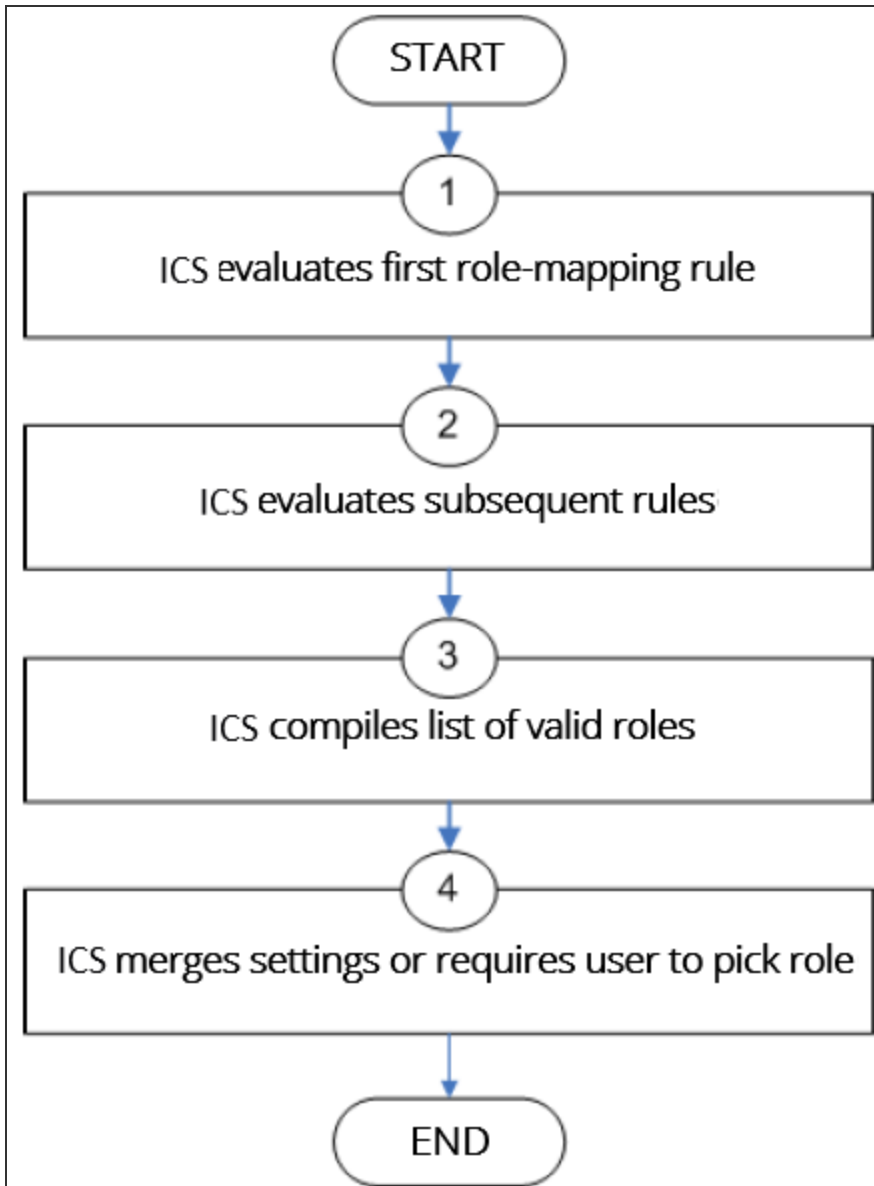 START
1
ICS evaluates first role-mapping rule
2
ICS evaluates subsequent rules
3
ICS compiles list of valid roles
4
ICS merges settings or requires user to pick role
END